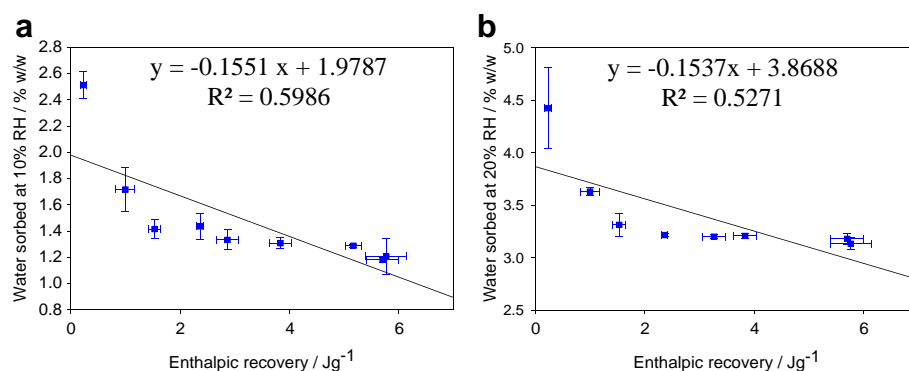 a
y = -0.1551 x + 1.9787
R² = 0.5986
Water sorbed at 10% RH / % w/w
2.8
2.6
2.4
2.2
2.0
1.8
1.6
1.4
1.2
1.0
0.8
0 2 4 6
Enthalpic recovery / Jg-1
b
y = -0.1537x + 3.8688
R² = 0.5271
Water sorbed at 20% RH / % w/w
5.0
4.5
4.0
3.5
3.0
2.5
0 2 4 6
Enthalpic recovery / Jg-1